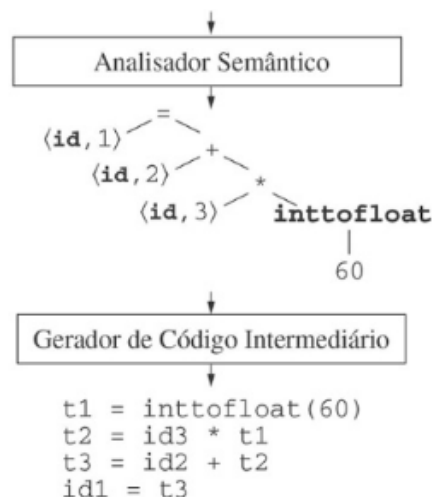 Analisador Semântico
=
⟨id, 1⟩
+
⟨id, 2⟩
*
⟨id, 3⟩
inttofloat
60
Gerador de Código Intermediário
t1 = inttofloat(60)
t2 = id3 * t1
t3 = id2 + t2
id1 = t3